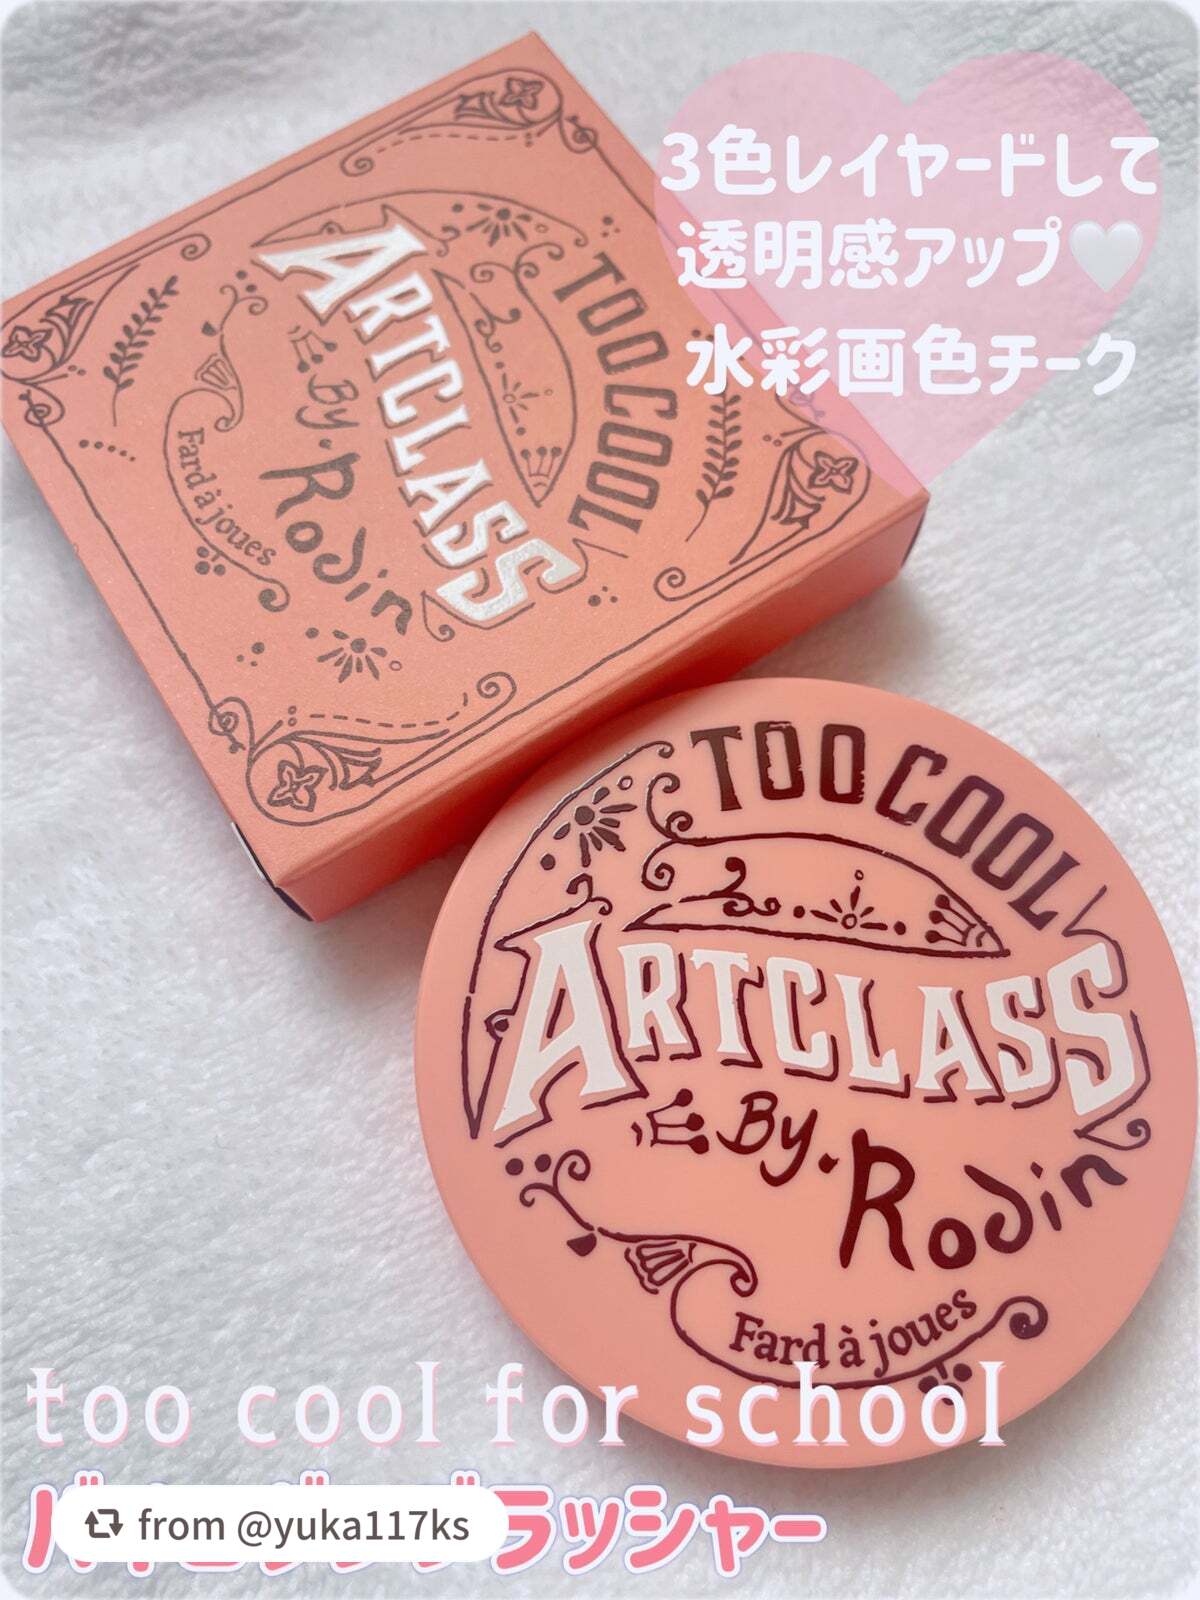 3色レイヤードして
透明感アップ🤍
水彩画色チーク
TOO COOL
ARTCLASS
By. Rodin
Fard à joues
TOO COOL
ARTCLASS
By. Rodin
Fard à joues
too cool for school
ラッシャー
from @yuka117ks